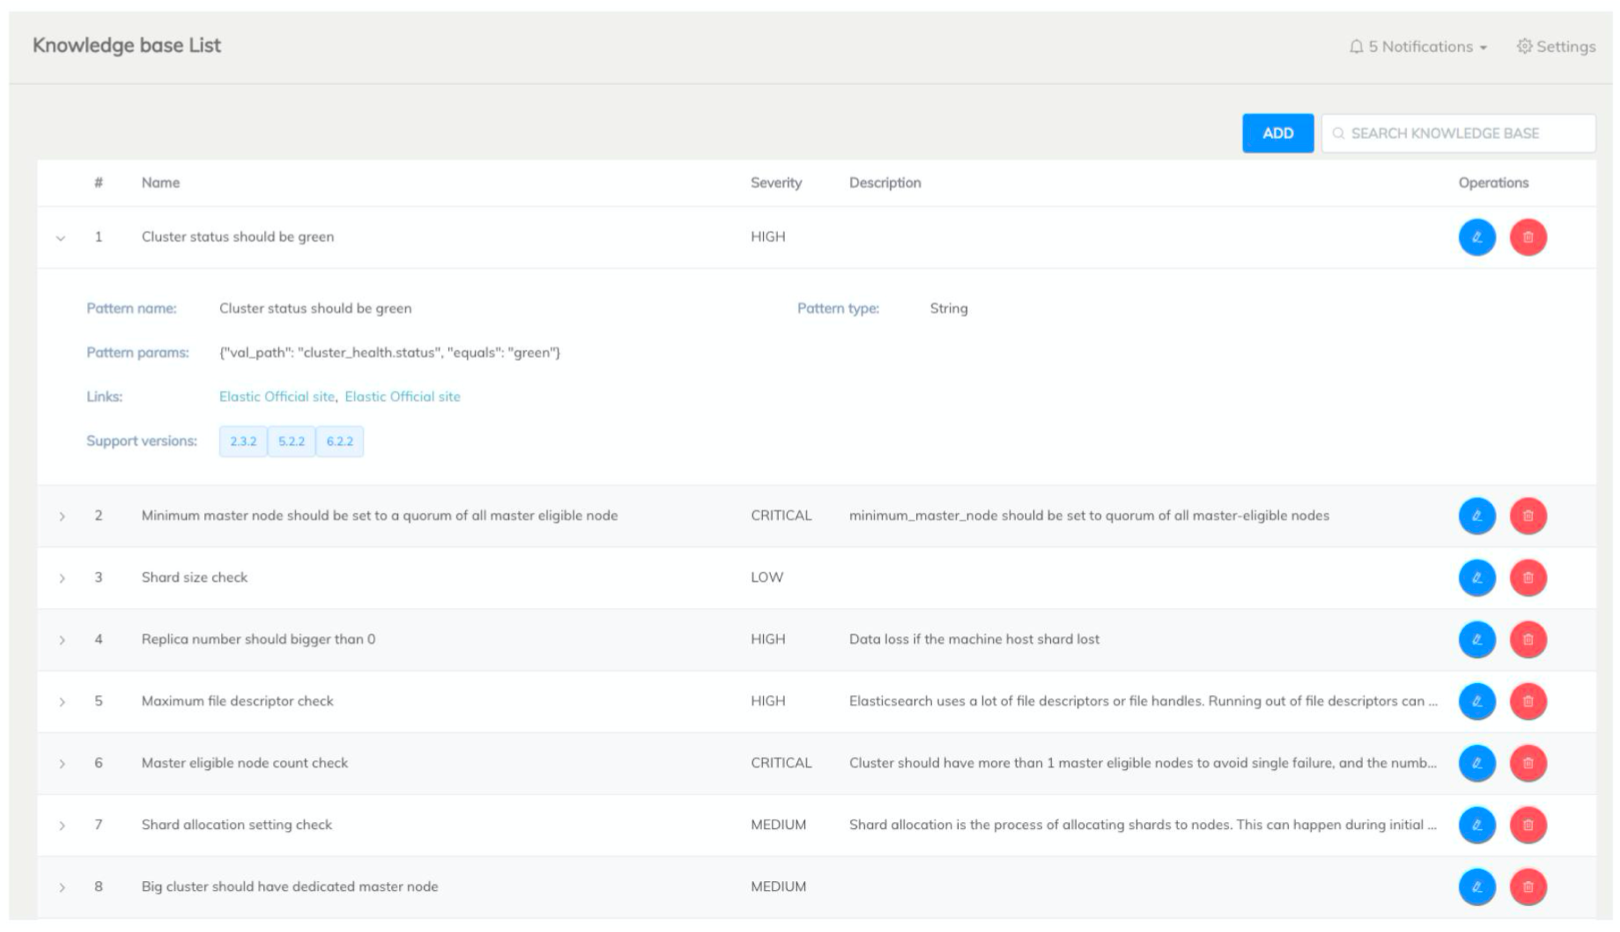 Knowledge base List
5 Notifications
Settings
ADD
SEARCH KNOWLEDGE BASE
# Name Severity Description Operations
1 Cluster status should be green HIGH
Pattern name: Cluster status should be green Pattern type: String
Pattern params: {"val_path": "cluster_health.status", "equals": "green"}
Links: Elastic Official site, Elastic Official site
Support versions: 2.3.2 5.2.2 6.2.2
2 Minimum master node should be set to a quorum of all master eligible node CRITICAL minimum_master_node should be set to quorum of all master-eligible nodes
3 Shard size check LOW
4 Replica number should bigger than 0 HIGH Data loss if the machine host shard lost
5 Maximum file descriptor check HIGH Elasticsearch uses a lot of file descriptors or file handles. Running out of file descriptors can ...
6 Master eligible node count check CRITICAL Cluster should have more than 1 master eligible nodes to avoid single failure, and the numb...
7 Shard allocation setting check MEDIUM Shard allocation is the process of allocating shards to nodes. This can happen during initial ...
8 Big cluster should have dedicated master node MEDIUM